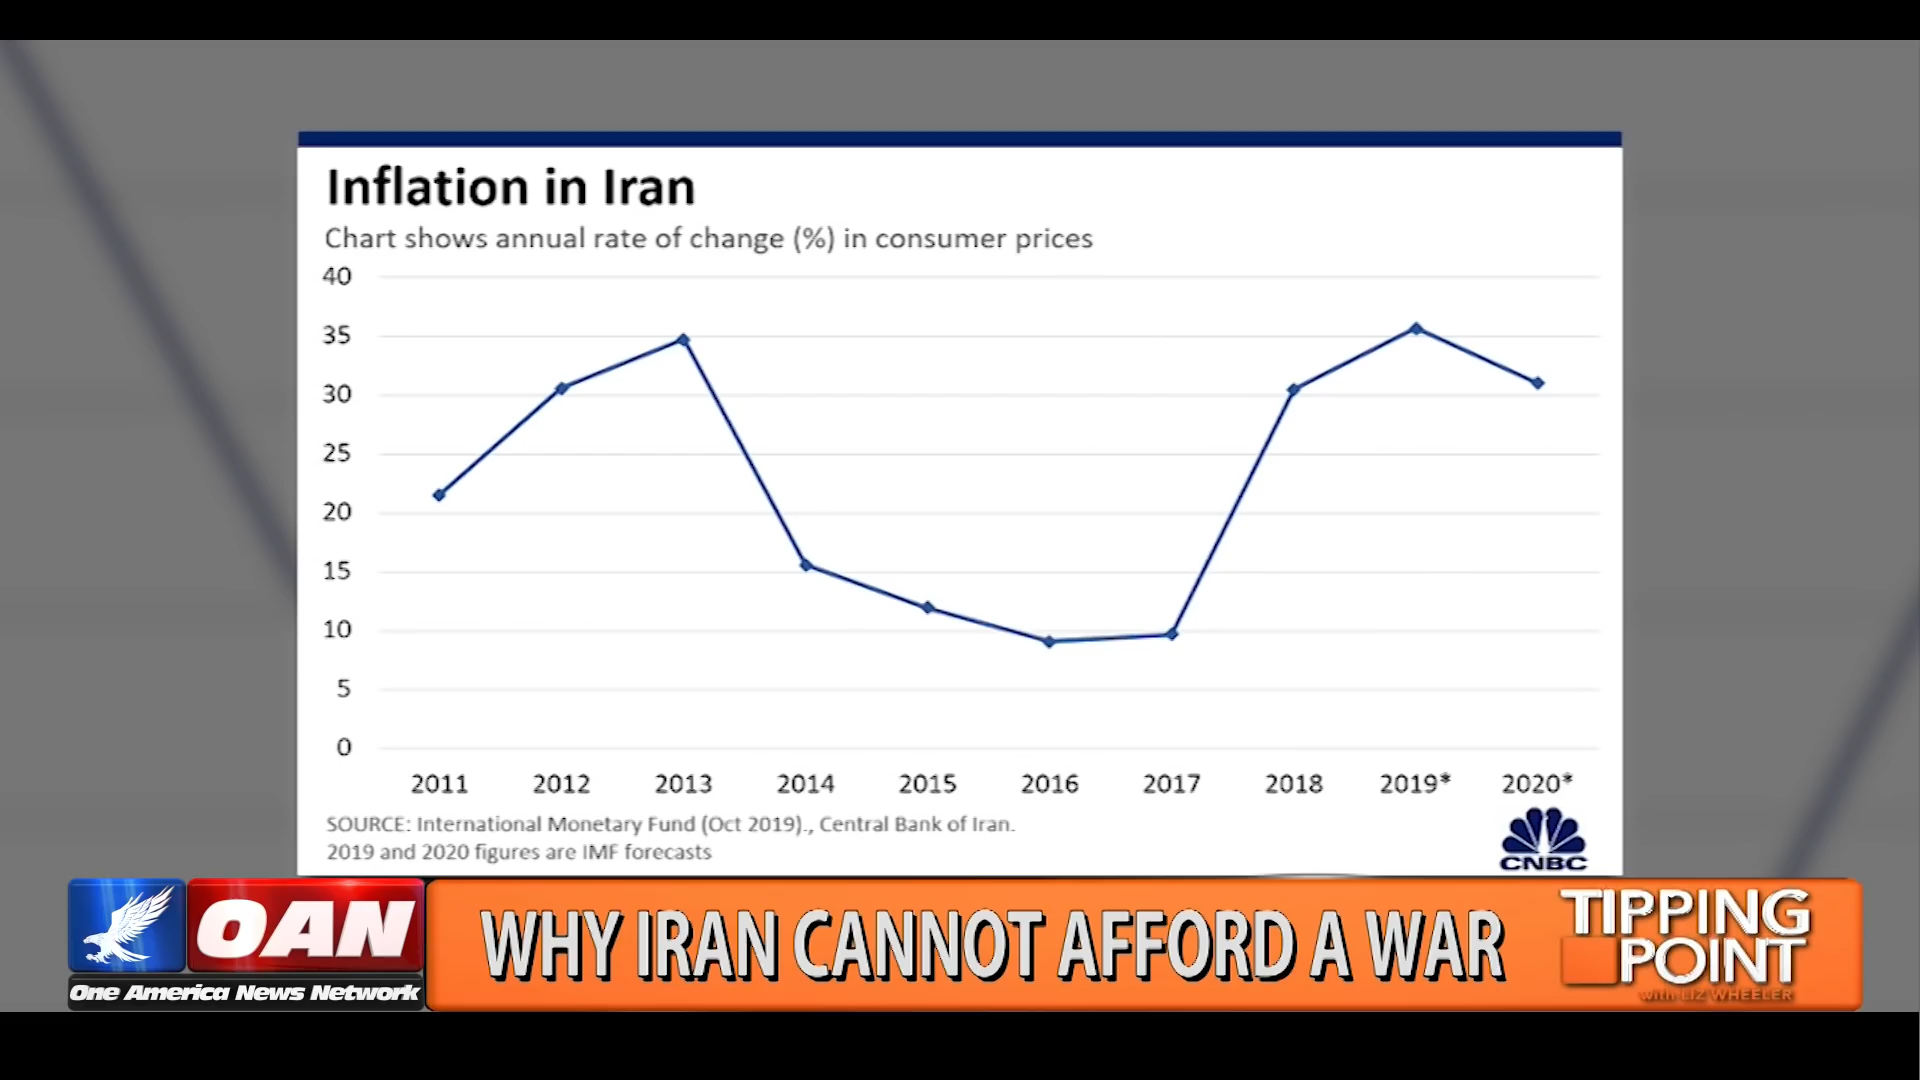 Inflation in Iran
Chart shows annual rate of change (%) in consumer prices
40
35
30
25
20
15
10
5
0
2011 2012 2013 2014 2015 2016 2017 2018 2019* 2020*
SOURCE: International Monetary Fund (Oct 2019)., Central Bank of Iran.
2019 and 2020 figures are IMF forecasts
CNBC
OAN
One America News Network
WHY IRAN CANNOT AFFORD A WAR
TIPPING
POINT
with LIZ WHEELER